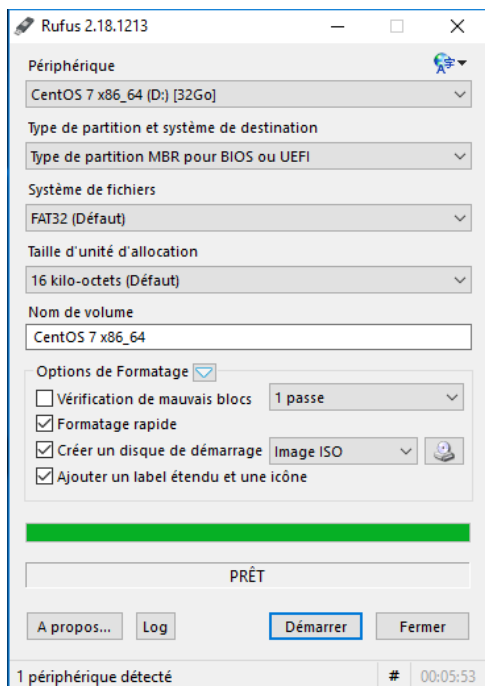 Rufus 2.18.1213
Périphérique
CentOS 7 x86_64 (D:) [32Go]
Type de partition et système de destination
Type de partition MBR pour BIOS ou UEFI
Système de fichiers
FAT32 (Défaut)
Taille d'unité d'allocation
16 kilo-octets (Défaut)
Nom de volume
CentOS 7 x86_64
Options de Formatage
Vérification de mauvais blocs 1 passe
Formatage rapide
Créer un disque de démarrage Image ISO
Ajouter un label étendu et une icône
PRÊT
A propos... Log Démarrer Fermer
1 périphérique détecté # 00:05:53